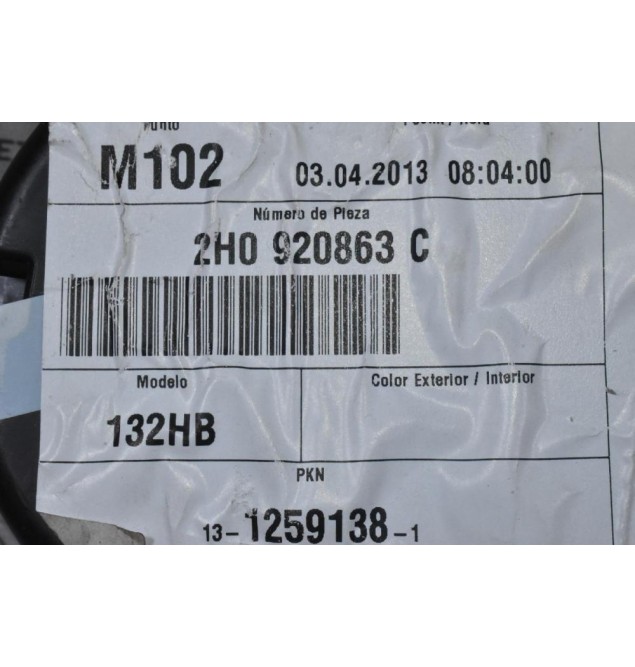 Punto
M102 03.04.2013 08:04:00
Número de Pieza
2H0 920863 C
Modelo Color Exterior / Interior
132HB
PKN
13-1259138-1